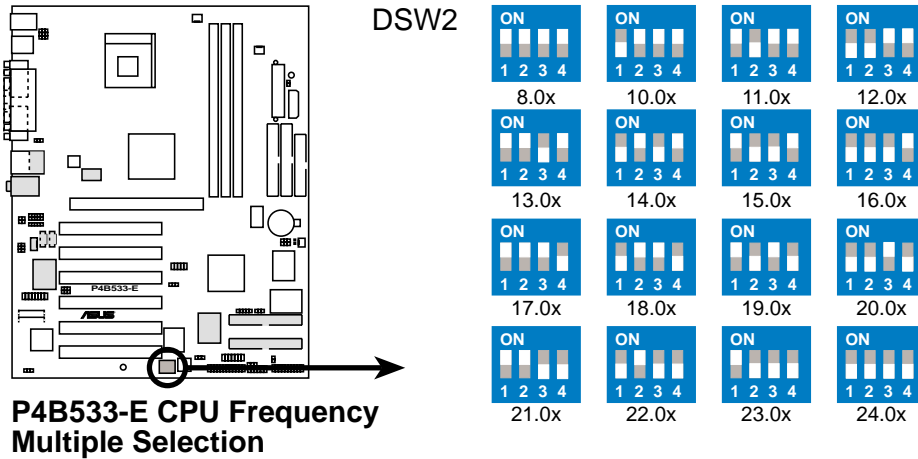 DSW2
ON ON ON ON
1 2 3 4 1 2 3 4 1 2 3 4 1 2 3 4
8.0x 10.0x 11.0x 12.0x
ON ON ON ON
1 2 3 4 1 2 3 4 1 2 3 4 1 2 3 4
13.0x 14.0x 15.0x 16.0x
ON ON ON ON
1 2 3 4 1 2 3 4 1 2 3 4 1 2 3 4
17.0x 18.0x 19.0x 20.0x
ON ON ON ON
1 2 3 4 1 2 3 4 1 2 3 4 1 2 3 4
21.0x 22.0x 23.0x 24.0x
P4B533-E
ASUS
P4B533-E CPU Frequency
Multiple Selection